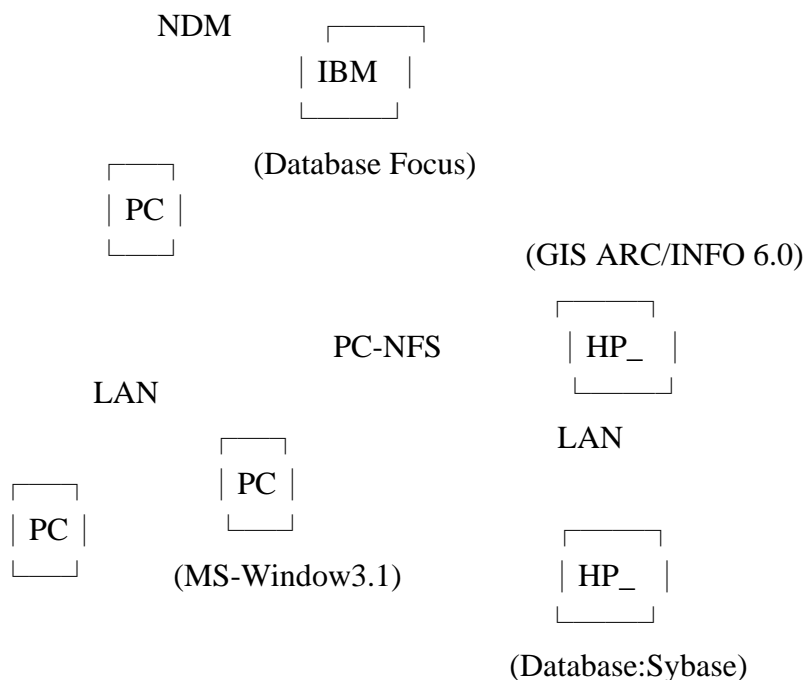 NDM
IBM
(Database Focus)
PC
(GIS ARC/INFO 6.0)
PC-NFS
HP_
LAN
LAN
PC
PC
(MS-Window3.1)
HP_
(Database:Sybase)